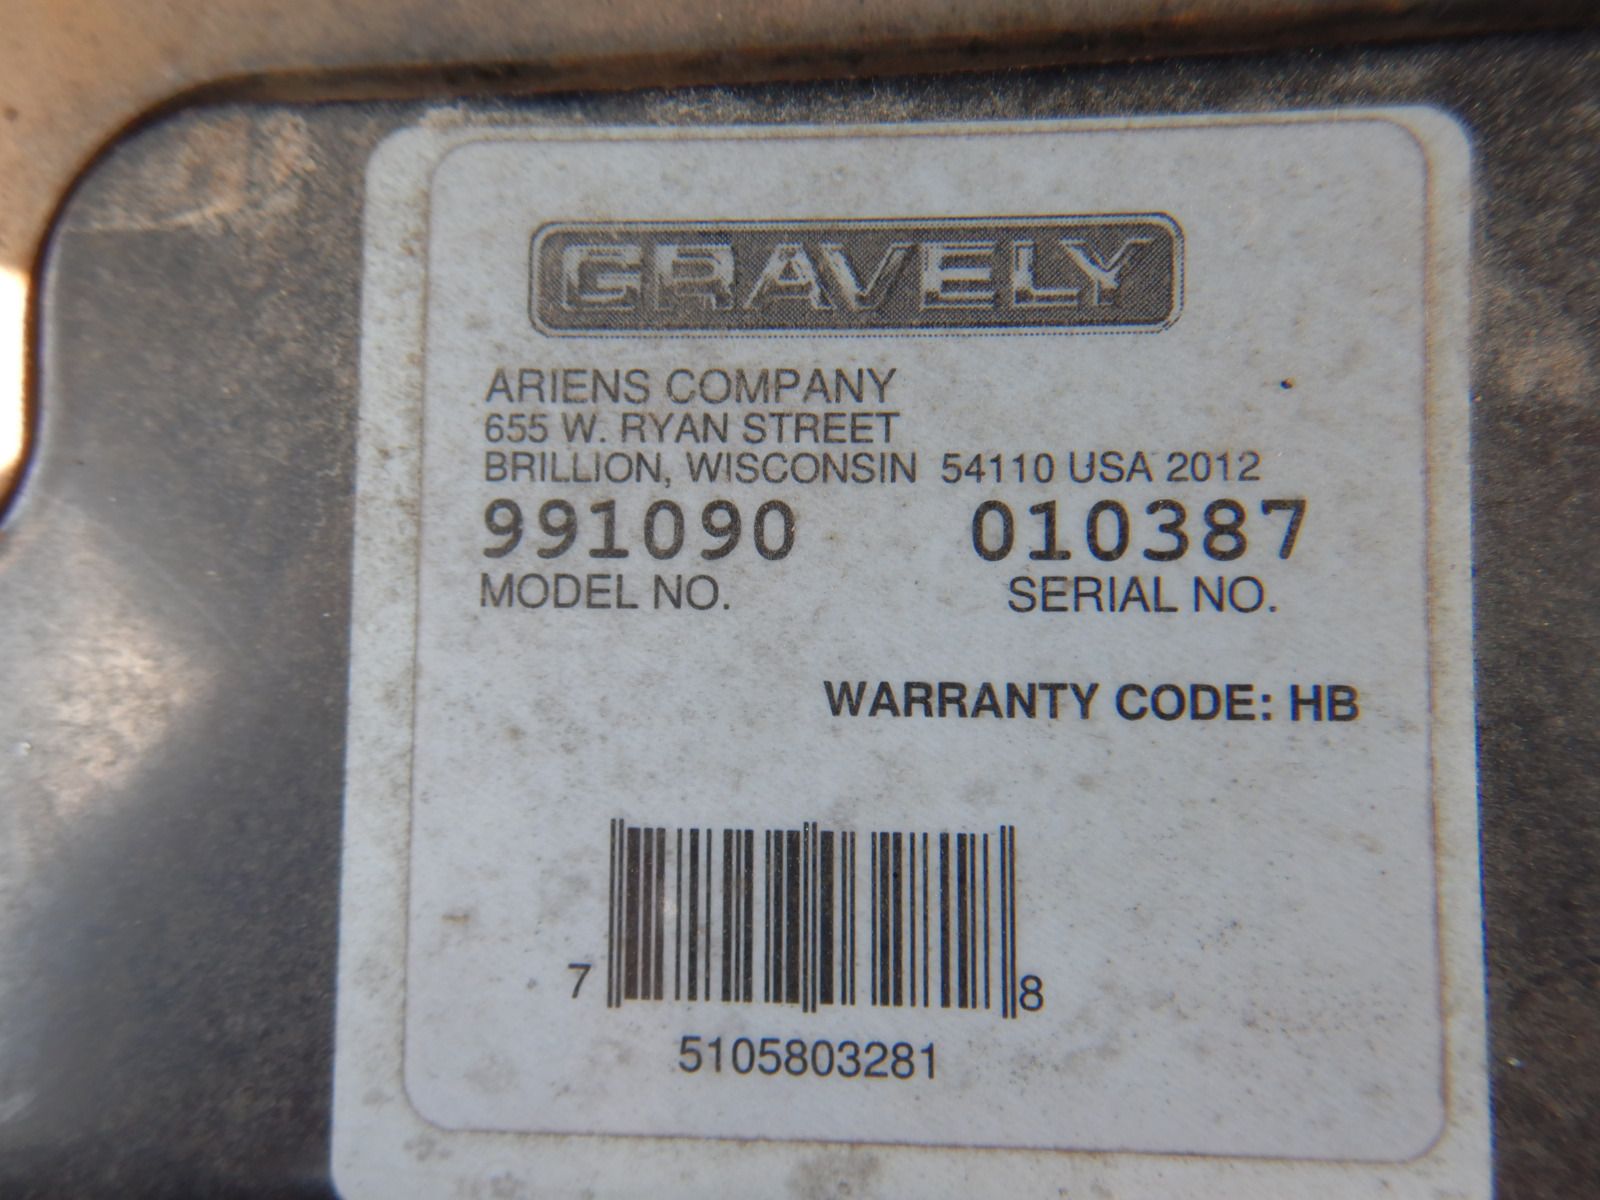 GRAVELY
ARIENS COMPANY
655 W. RYAN STREET
BRILLION, WISCONSIN 54110 USA 2012
991090 010387
MODEL NO. SERIAL NO.
WARRANTY CODE: HB
7 8
5105803281